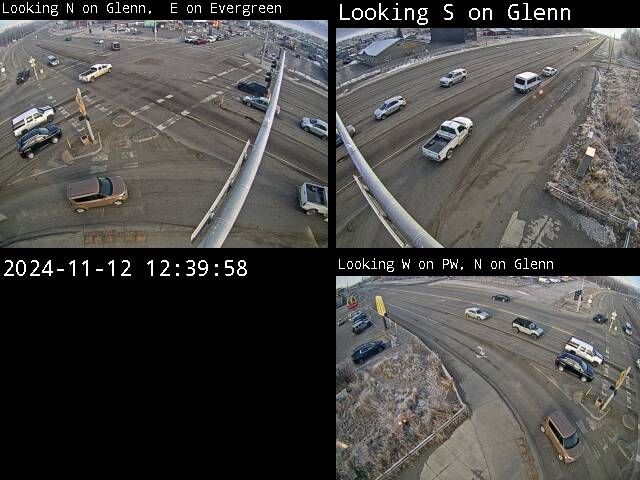 Looking N on Glenn,  E on Evergreen
Looking S on Glenn
2024-11-12 12:39:58
Looking W on PW, N on Glenn